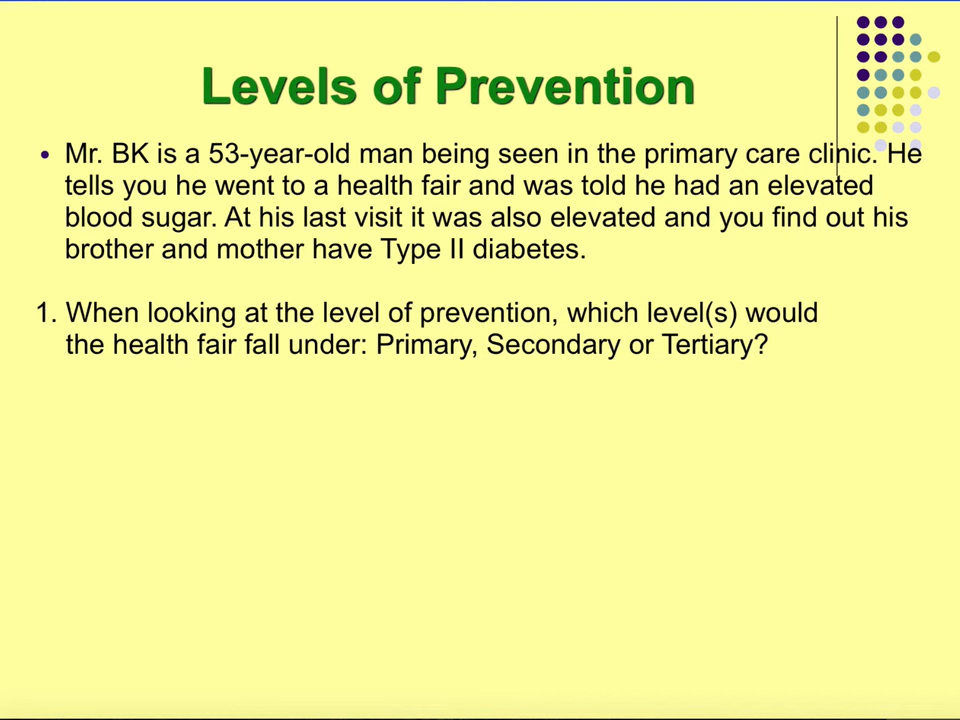 Levels of Prevention
• Mr. BK is a 53-year-old man being seen in the primary care clinic. He
tells you he went to a health fair and was told he had an elevated
blood sugar. At his last visit it was also elevated and you find out his
brother and mother have Type II diabetes.
1. When looking at the level of prevention, which level(s) would
the health fair fall under: Primary, Secondary or Tertiary?